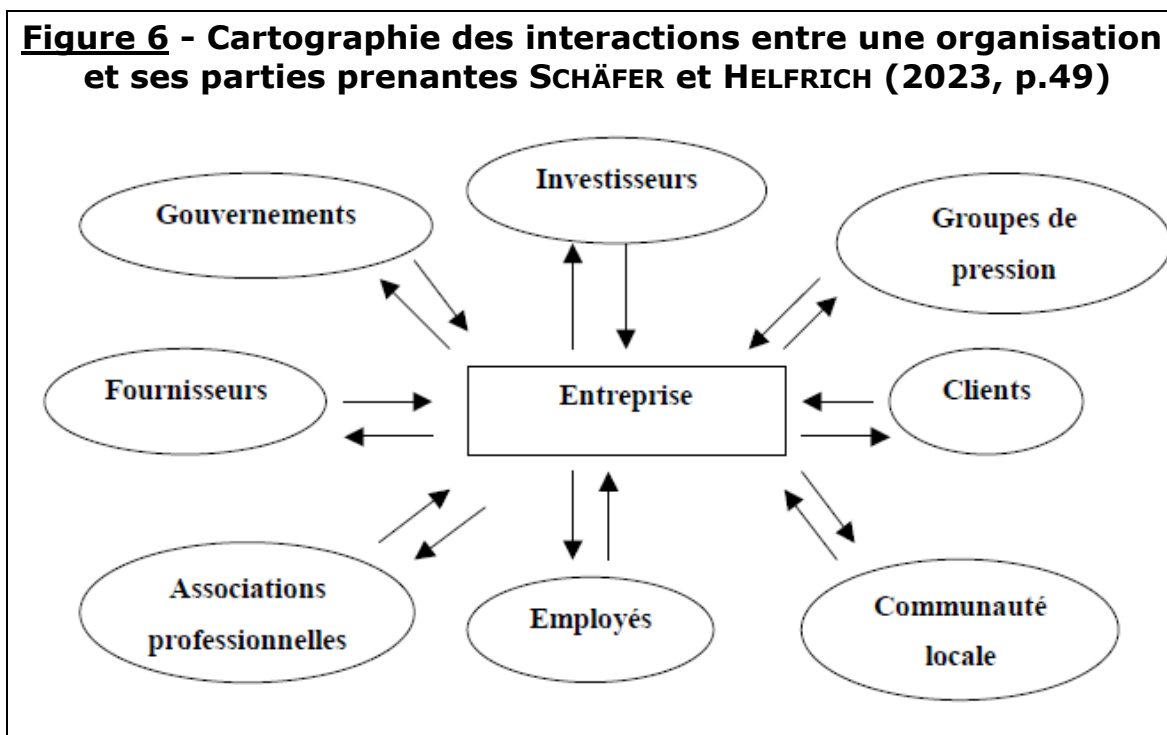 Figure 6 - Cartographie des interactions entre une organisation
et ses parties prenantes SCHÄFER et HELFRICH (2023, p.49)
Investisseurs
Gouvernements
Groupes de
pression
Fournisseurs
Entreprise
Clients
Associations
professionnelles
Employés
Communauté
locale